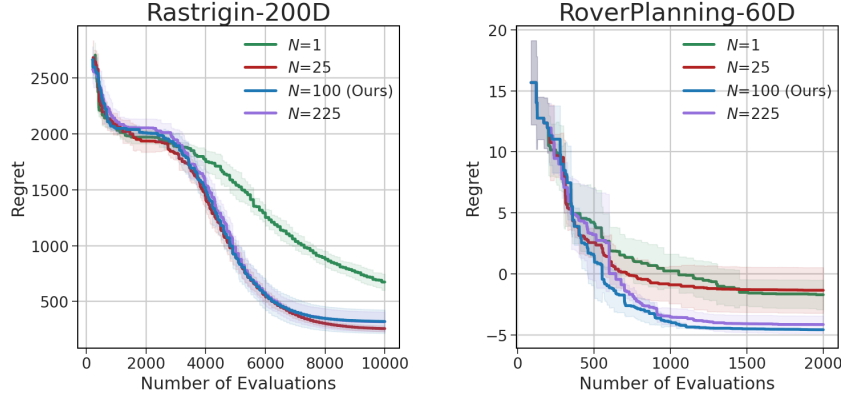 Rastrigin-200D
Regret
2500
2000
1500
1000
500
0
2000
4000
6000
8000
10000
Number of Evaluations
N=1
N=25
N=100 (Ours)
N=225
RoverPlanning-60D
Regret
20
15
10
5
0
−5
0
500
1000
1500
2000
Number of Evaluations
N=1
N=25
N=100 (Ours)
N=225